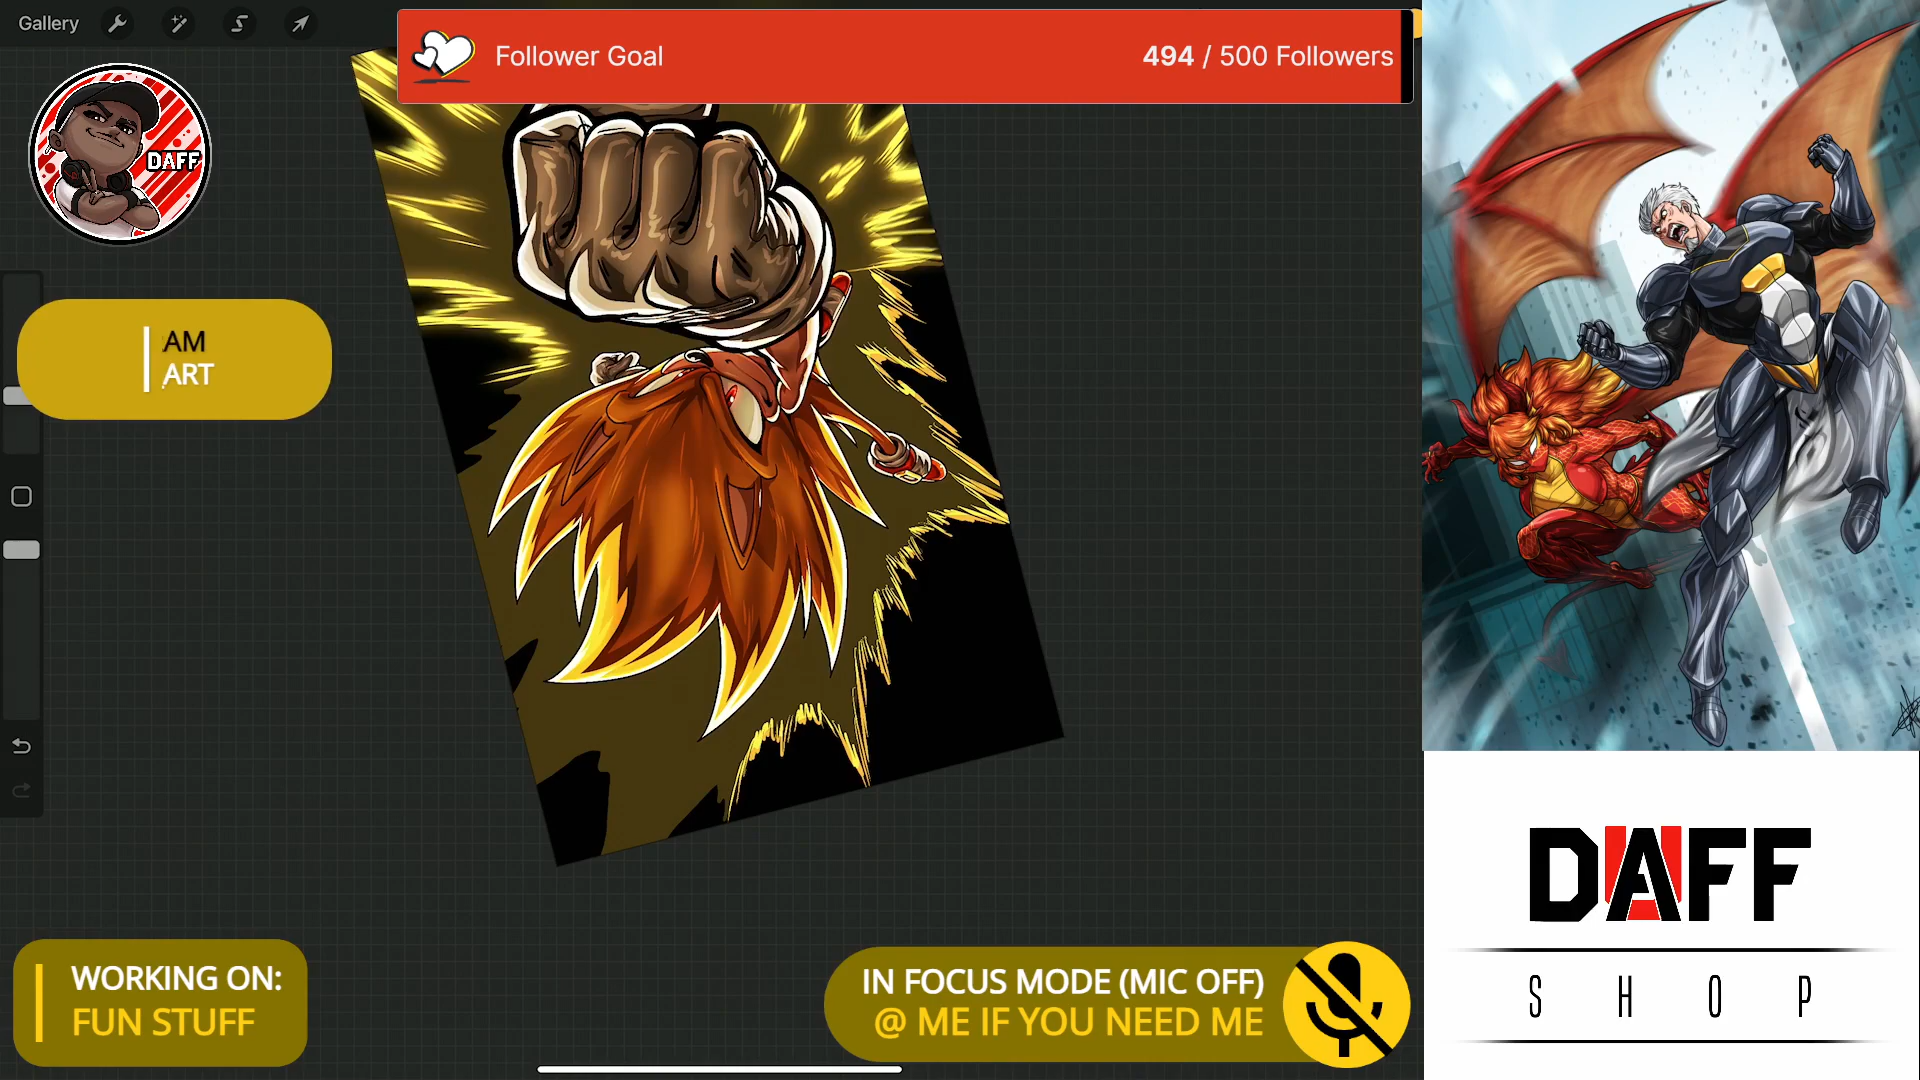 Gallery
Follower Goal
494 / 500 Followers
DAFF
AM
ART
WORKING ON:
FUN STUFF
IN FOCUS MODE (MIC OFF)
@ ME IF YOU NEED ME
DAFF
SHOP